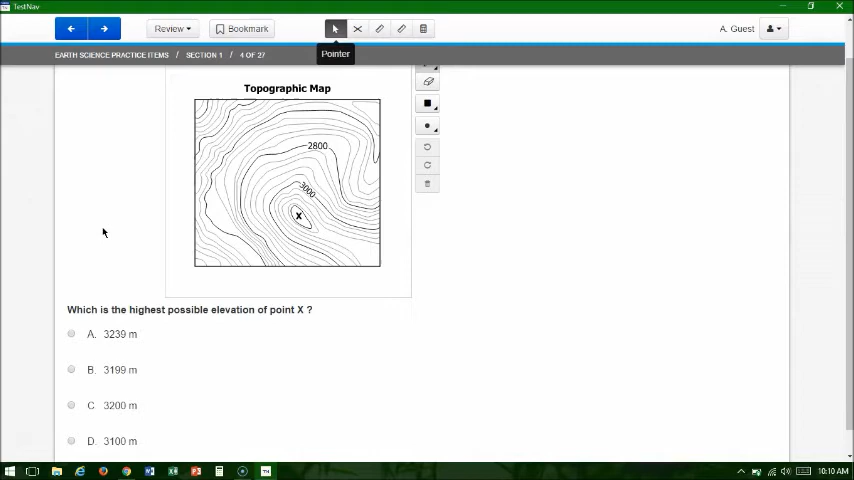 TestNav
Review
Bookmark
A. Guest
EARTH SCIENCE PRACTICE ITEMS / SECTION 1 / 4 OF 27
Pointer
Topographic Map
2800
3000
X
Which is the highest possible elevation of point X ?
A. 3239 m
B. 3199 m
C 3200 m
D. 3100 m
10:10 AM